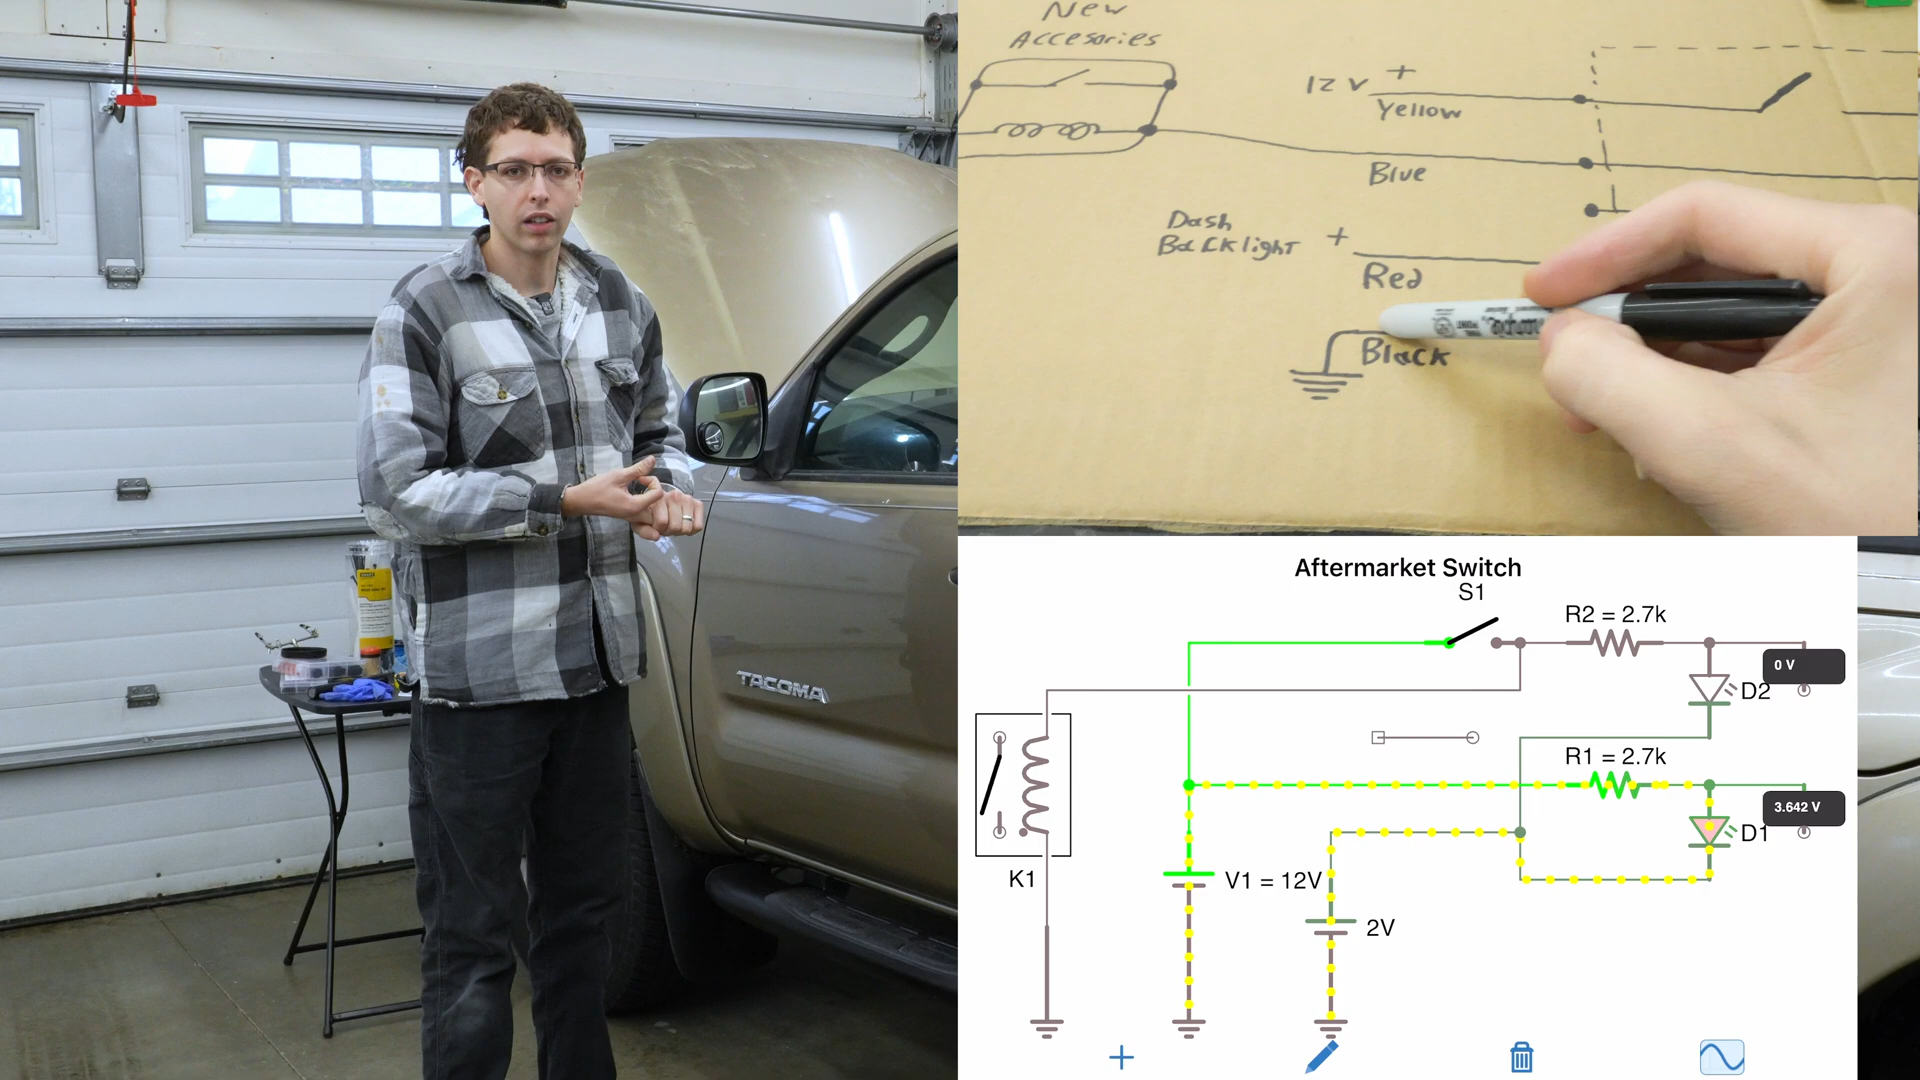 TACOMA
New
Accesories
12 V +
Yellow
Blue
Dash
Backlight +
Red
Black
Aftermarket Switch
S1
R2 = 2.7k
0 V
D2
R1 = 2.7k
3.642 V
D1
K1
V1 = 12V
2V